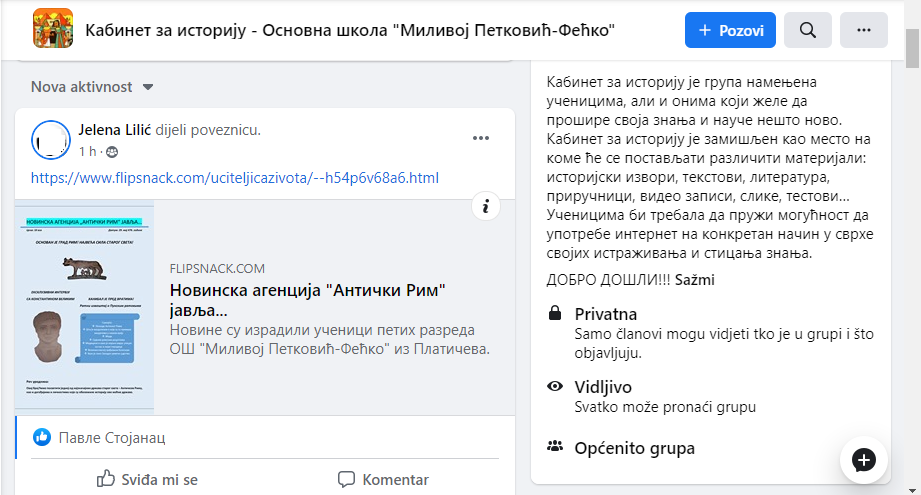 Кабинет за историју - Основна школа "Миливој Петковић-Фећко"
Pozovi
Nova aktivnost
Jelena Lilić dijeli poveznicu.
1 h ·
https://www.flipsnack.com/uciteljicazivota/--h54p6v68a6.html
НОВИНСКА АГЕНЦИЈА „АНТИЧКИ РИМ" ЈАВЉА...
ОСНОВАН ЈЕ ГРАД РИМ! НАЈВЕЋА СИЛА СТАРОГ СВЕТА!
FLIPSNACK.COM
Новинска агенција "Антички Рим"
јавља...
Новине су израдили ученици петих разреда
ОШ "Миливој Петковић-Фећко" из Платичева.
Павле Стојанац
Sviđa mi se
Komentar
Кабинет за историју је група намењена
ученицима, али и онима који желе да
прошире своја знања и науче нешто ново.
Кабинет за историју је замишљен као место на
коме ће се постављати различити материјали:
историјски извори, текстови, литература,
приручници, видео записи, слике, тестови...
Ученицима би требала да пружи могућност да
употребе интернет на конкретан начин у сврхе
својих истраживања и стицања знања.
ДОБРО ДОШЛИ!!! Sažmi
Privatna
Samo članovi mogu vidjeti tko je u grupi i što
objavljuju.
Vidljivo
Svatko može pronaći grupu
Općenito grupa